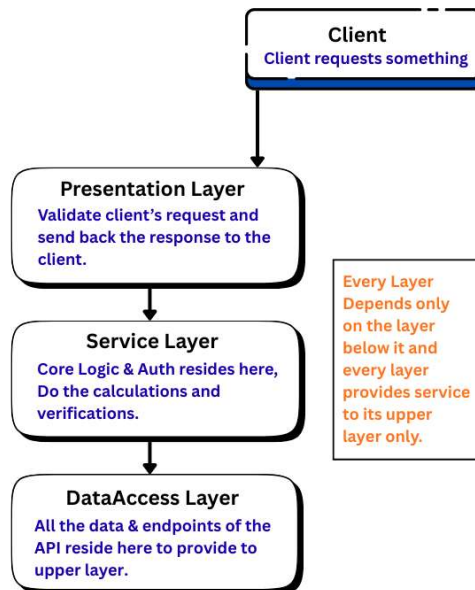 Client
Client requests something
Presentation Layer
Validate client's request and
send back the response to the
client.
Service Layer
Core Logic & Auth resides here,
Do the calculations and
verifications.
DataAccess Layer
All the data & endpoints of the
API reside here to provide to
upper layer.
Every Layer
Depends only
on the layer
below it and
every layer
provides service
to its upper
layer only.